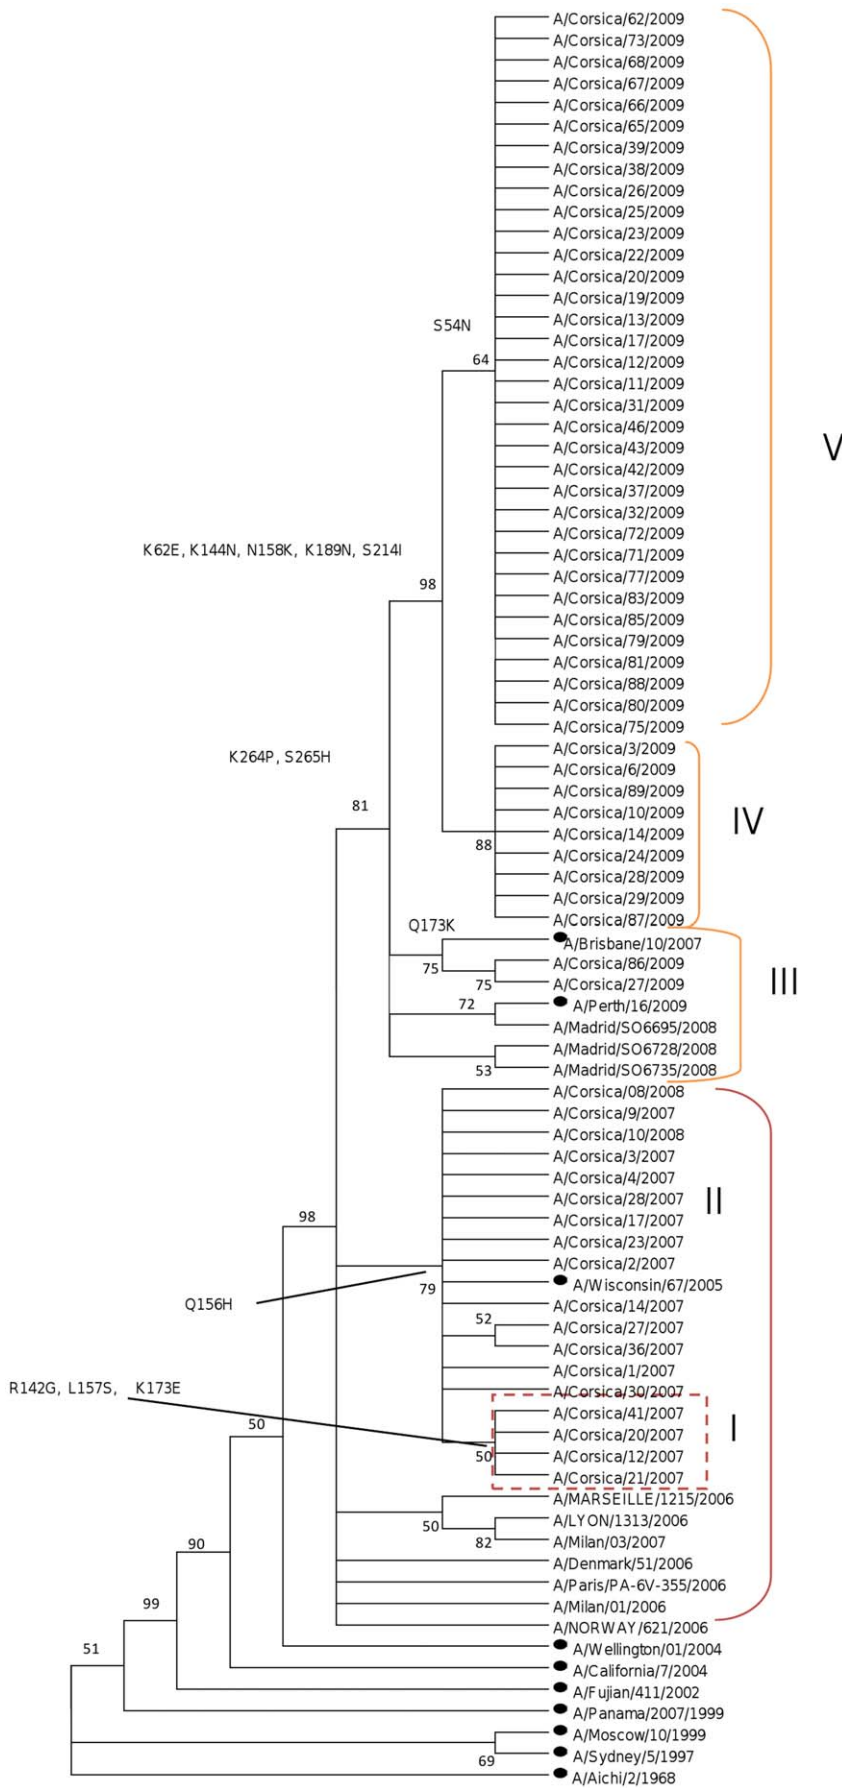 A/Corsica/62/2009
A/Corsica/73/2009
A/Corsica/68/2009
A/Corsica/67/2009
A/Corsica/66/2009
A/Corsica/65/2009
A/Corsica/39/2009
A/Corsica/38/2009
A/Corsica/26/2009
A/Corsica/25/2009
A/Corsica/23/2009
A/Corsica/22/2009
A/Corsica/20/2009
A/Corsica/19/2009
A/Corsica/13/2009
S54N
A/Corsica/17/2009
64
A/Corsica/12/2009
A/Corsica/11/2009
A/Corsica/31/2009
A/Corsica/46/2009
A/Corsica/43/2009
V
A/Corsica/42/2009
A/Corsica/37/2009
A/Corsica/32/2009
A/Corsica/72/2009
K62E, K144N, N158K, K189N, S214I
A/Corsica/71/2009
A/Corsica/77/2009
98
A/Corsica/83/2009
A/Corsica/85/2009
A/Corsica/79/2009
A/Corsica/81/2009
A/Corsica/88/2009
A/Corsica/80/2009
A/Corsica/75/2009
A/Corsica/3/2009
K264P, S265H
A/Corsica/6/2009
A/Corsica/89/2009
81
A/Corsica/10/2009
IV
A/Corsica/14/2009
88
A/Corsica/24/2009
A/Corsica/28/2009
A/Corsica/29/2009
A/Corsica/87/2009
Q173K
A/Brisbane/10/2007
75
A/Corsica/86/2009
75
A/Corsica/27/2009
III
72
A/Perth/16/2009
A/Madrid/SO6695/2008
A/Madrid/SO6728/2008
53
A/Madrid/SO6735/2008
A/Corsica/08/2008
A/Corsica/9/2007
A/Corsica/10/2008
A/Corsica/3/2007
A/Corsica/4/2007
A/Corsica/28/2007
II
98
A/Corsica/17/2007
A/Corsica/23/2007
A/Corsica/2/2007
79
A/Wisconsin/67/2005
Q156H
A/Corsica/14/2007
52
A/Corsica/27/2007
A/Corsica/36/2007
A/Corsica/1/2007
R142G, L157S, K173E
A/Corsica/30/2007
A/Corsica/41/2007
50
A/Corsica/20/2007
I
50
A/Corsica/12/2007
A/Corsica/21/2007
A/MARSEILLE/1215/2006
50
A/LYON/1313/2006
82
A/Milan/03/2007
90
A/Denmark/51/2006
A/Paris/PA-6V-355/2006
99
A/Milan/01/2006
A/NORWAY/621/2006
51
A/Wellington/01/2004
A/California/7/2004
A/Fujian/411/2002
A/Panama/2007/1999
A/Moscow/10/1999
69
A/Sydney/5/1997
A/Aichi/2/1968